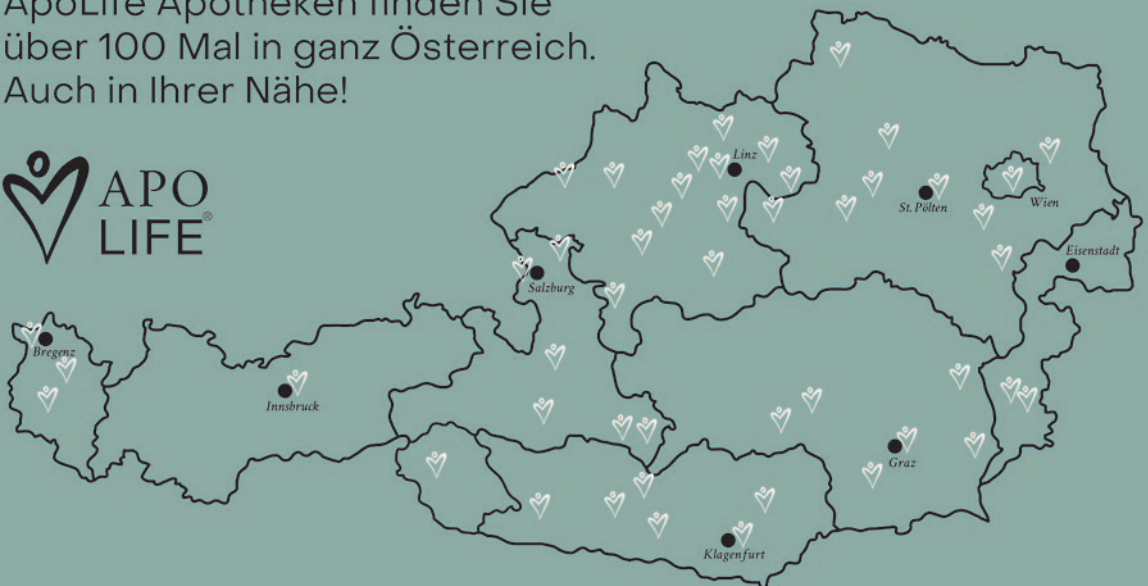 ApoLife Apotheken finden Sie
über 100 Mal in ganz Österreich.
Auch in Ihrer Nähe!
APO
LIFE®
Linz
St. Pölten
Wien
Eisenstadt
Salzburg
Bregenz
Innsbruck
Graz
Klagenfurt